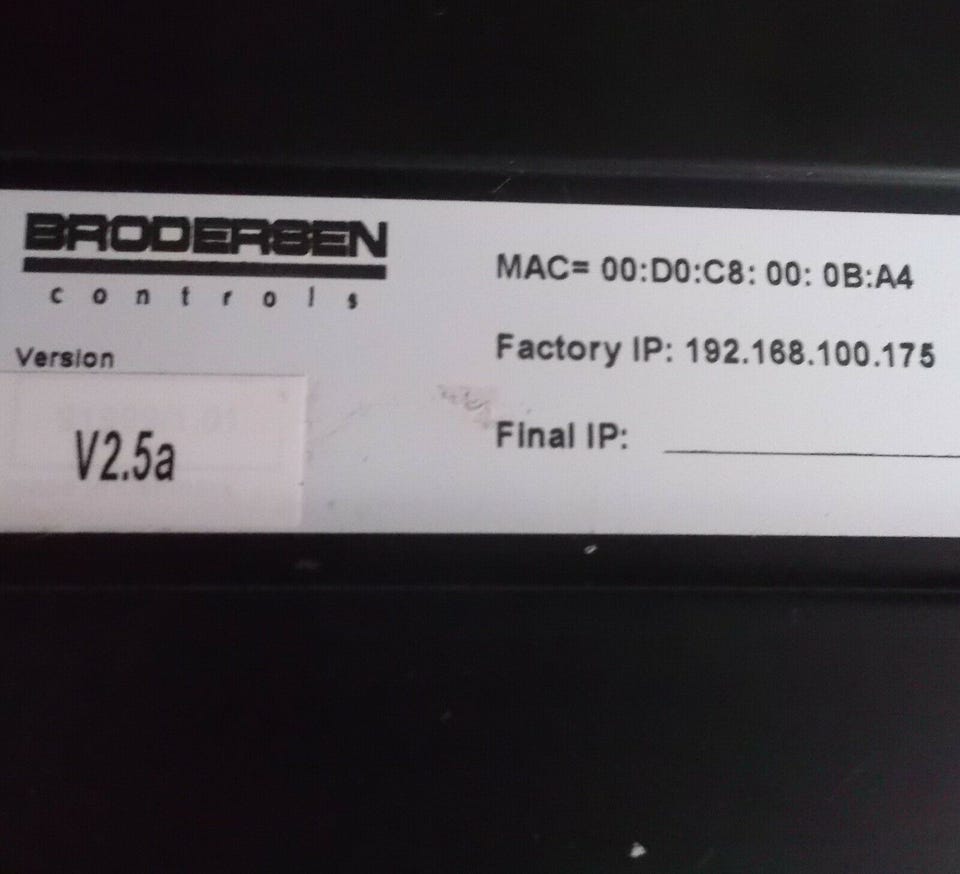 BRODERSEN
controls
Version
V2.5a
MAC= 00:D0:C8: 00: 0B:A4
Factory IP: 192.168.100.175
Final IP: